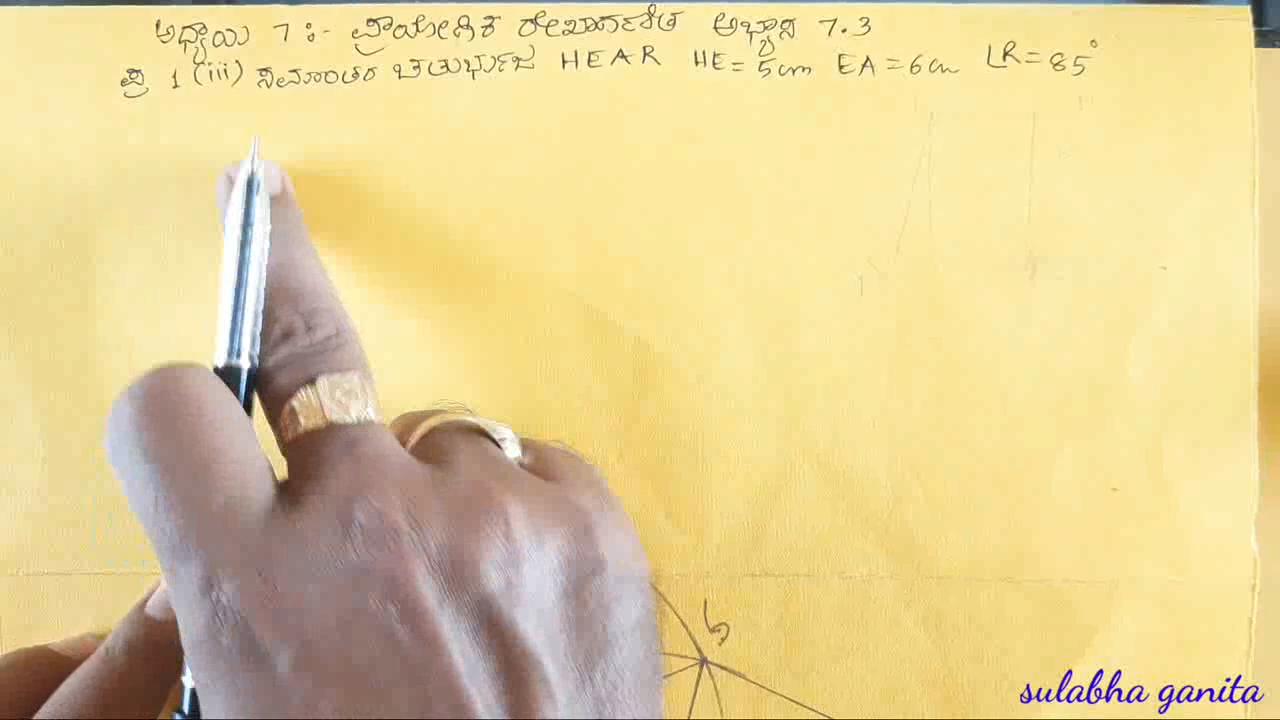 ಅಧ್ಯಾಯ 7 :- ಪ್ರಾಯೋಗಿಕ ರೇಖಾಗಣಿತ ಅಭ್ಯಾಸ 7.3
ಪ್ರ 1 (iii) ಸಮಾಂತರ ಚತುರ್ಭುಜ HEAR HE = 5cm EA = 6cm LR = 85°
sulabha ganita